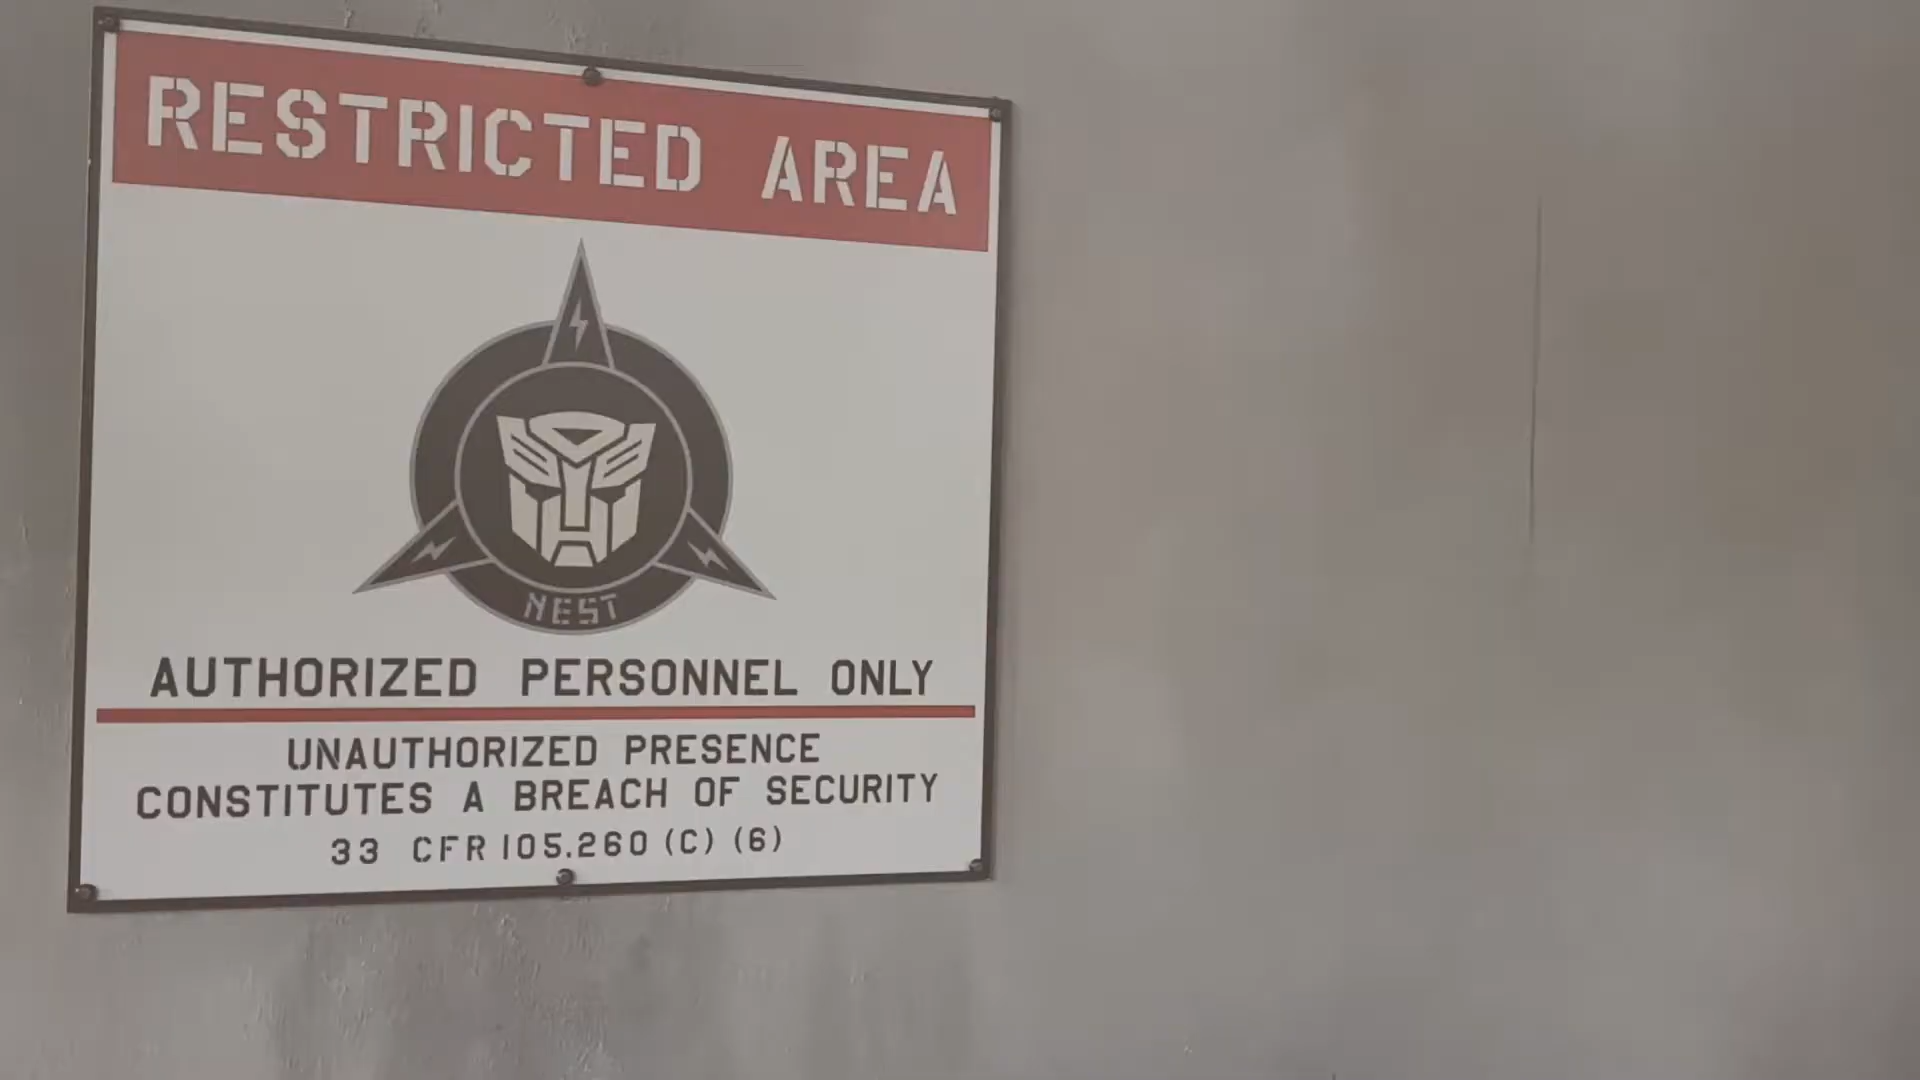 RESTRICTED AREA
NEST
AUTHORIZED PERSONNEL ONLY
UNAUTHORIZED PRESENCE
CONSTITUTES A BREACH OF SECURITY
33 CFR 105.260 (C) (6)